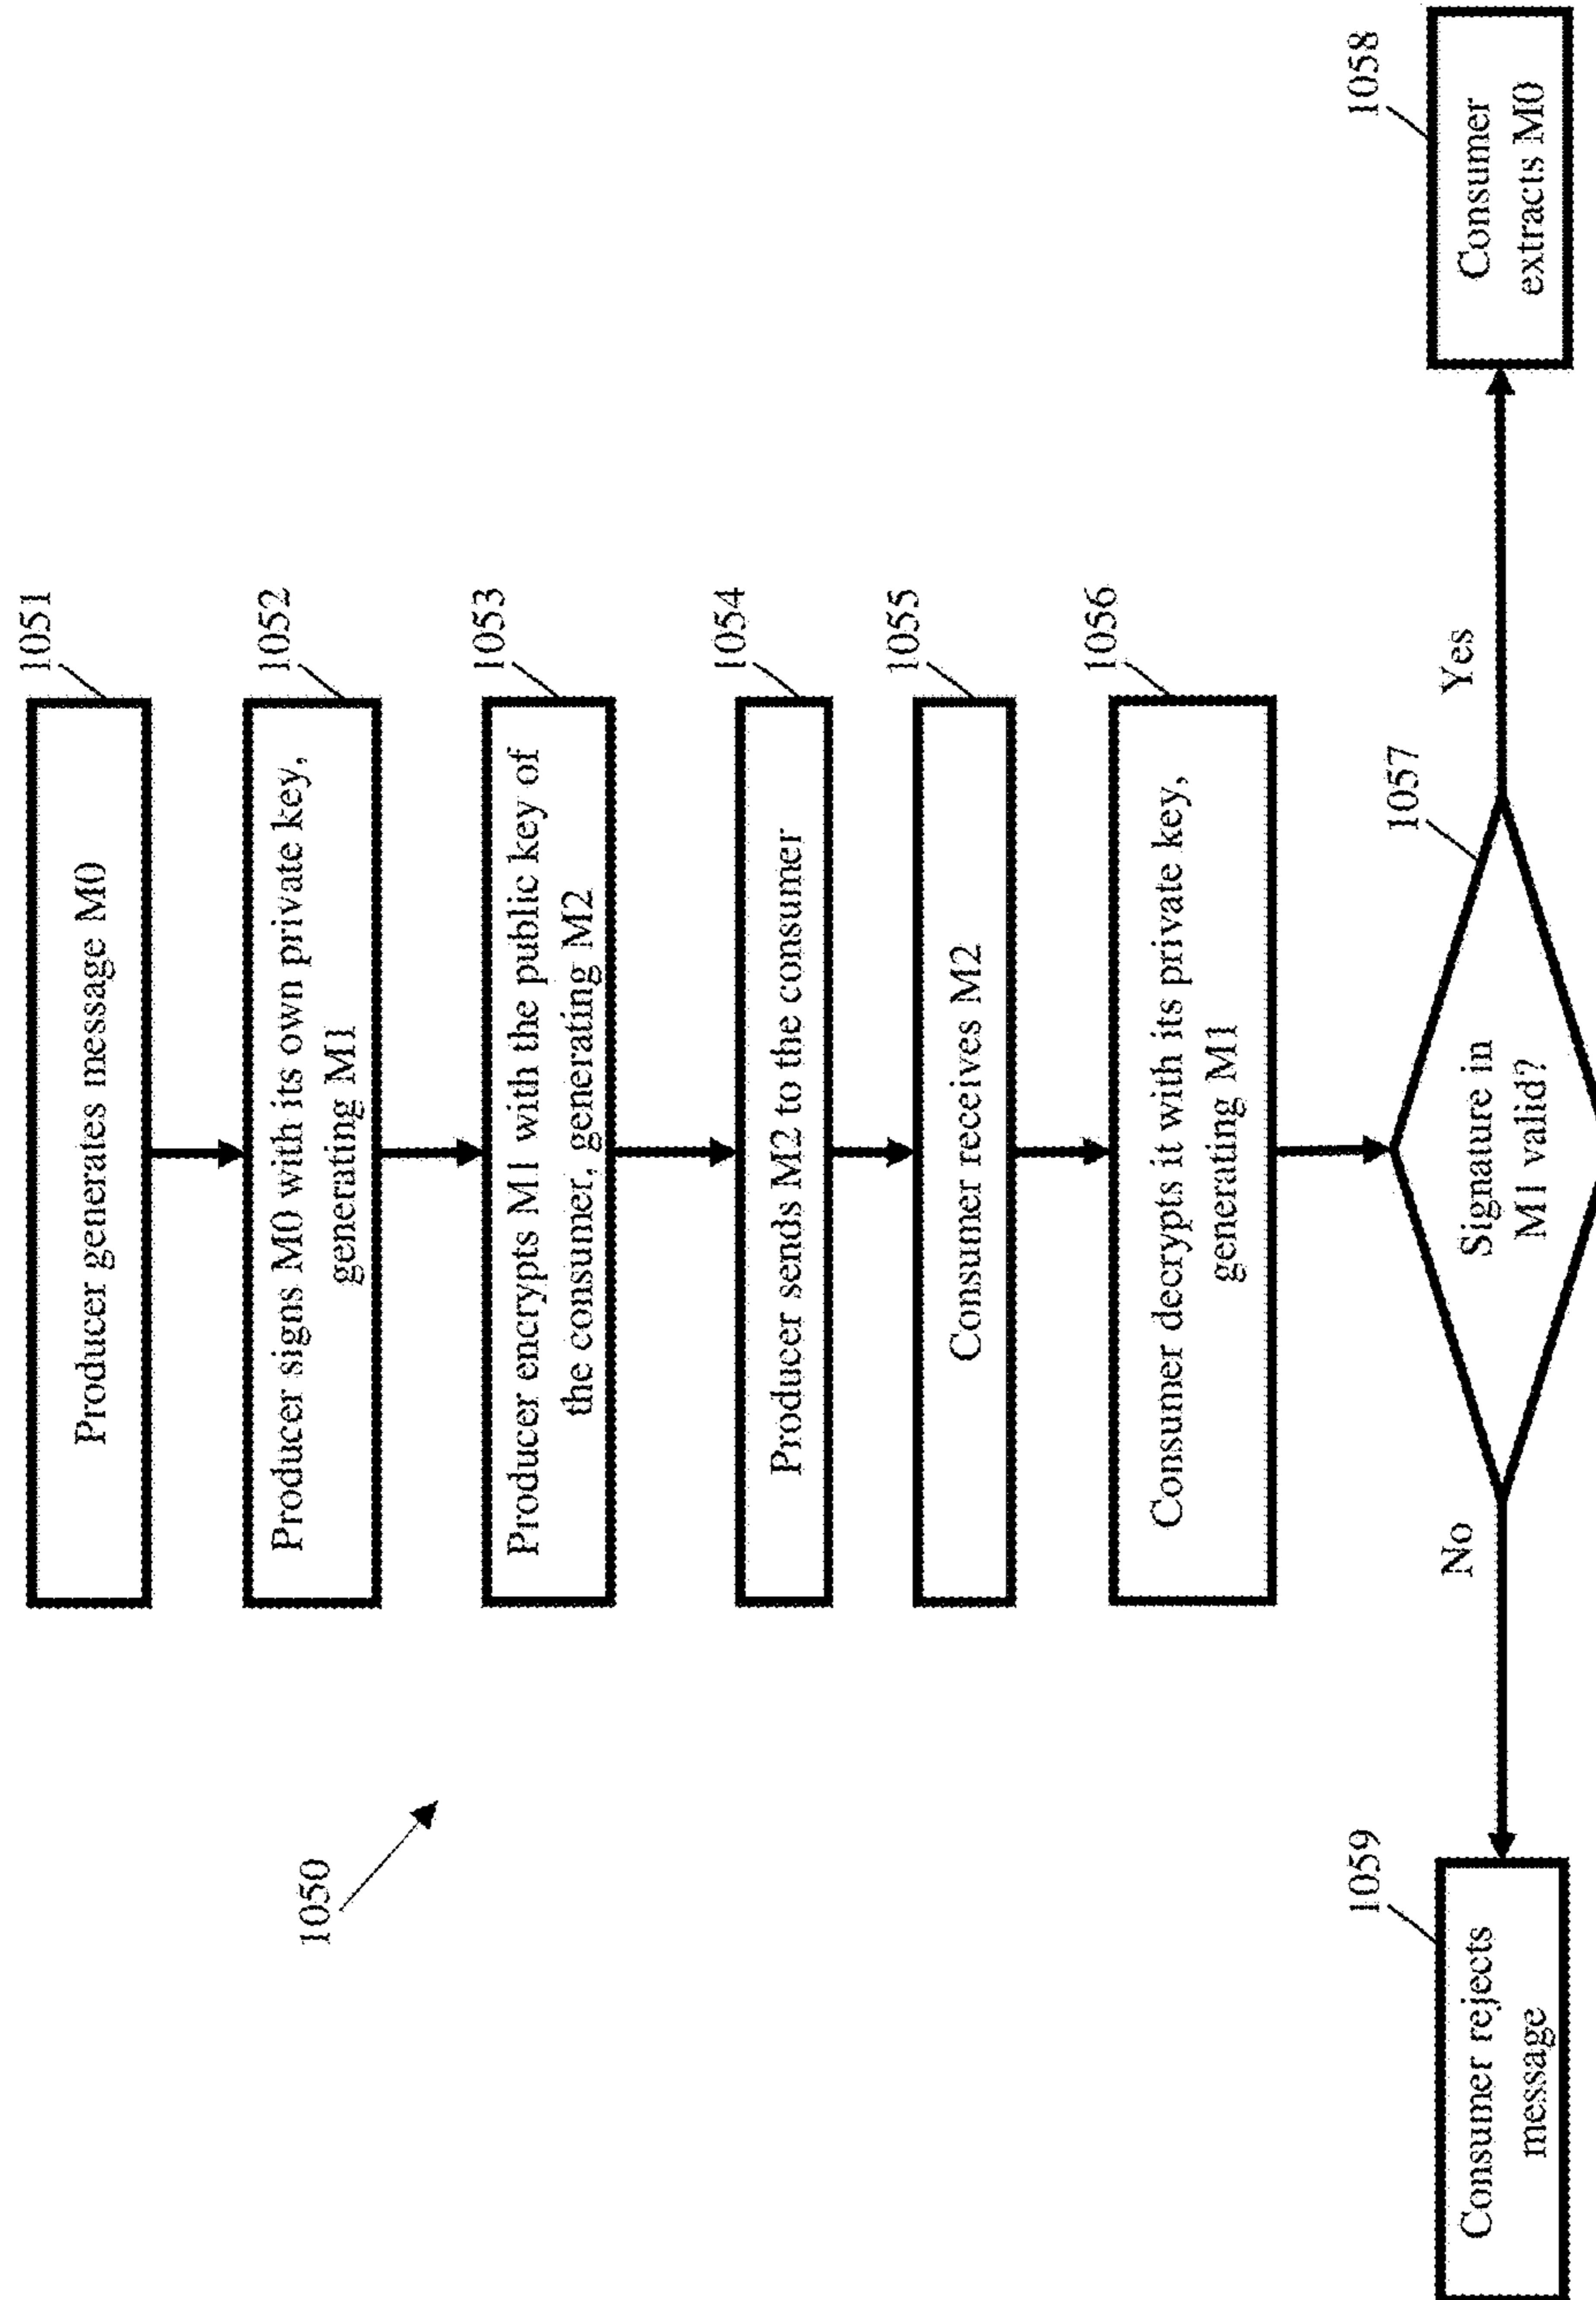 1050
1051
Producer generates message M0
1052
Producer signs M0 with its own private key,
generating M1
1053
Producer encrypts M1 with the public key of
the consumer, generating M2
1054
Producer sends M2 to the consumer
1055
Consumer receives M2
1056
Consumer decrypts it with its private key,
generating M1
1057
Signature in
M1 valid?
No
Yes
1059
Consumer rejects
message
1058
Consumer
extracts M0